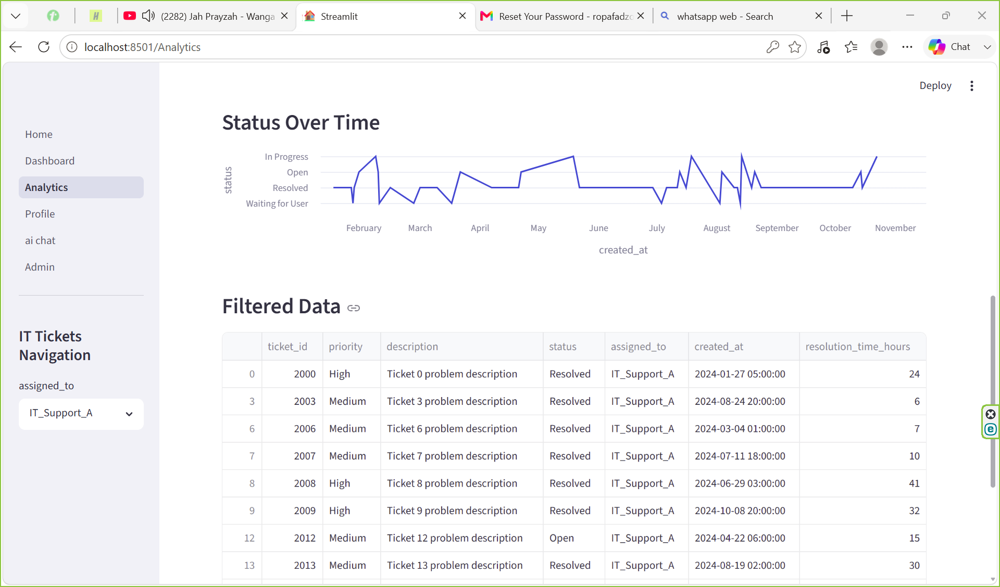 (2282) Jah Prayzah - Wanga
Streamlit
Reset Your Password - ropafadzo
whatsapp web - Search
localhost:8501/Analytics
Chat
Deploy
Home
Dashboard
Analytics
Profile
ai chat
Admin
IT Tickets
Navigation
assigned_to
IT_Support_A
Status Over Time
status
In Progress
Open
Resolved
Waiting for User
February March April May June July August September October November
created_at
Filtered Data
ticket_id priority description status assigned_to created_at resolution_time_hours
0 2000 High Ticket 0 problem description Resolved IT_Support_A 2024-01-27 05:00:00 24
3 2003 Medium Ticket 3 problem description Resolved IT_Support_A 2024-08-24 20:00:00 6
6 2006 Medium Ticket 6 problem description Resolved IT_Support_A 2024-03-04 01:00:00 7
7 2007 Medium Ticket 7 problem description Resolved IT_Support_A 2024-07-11 18:00:00 10
8 2008 High Ticket 8 problem description Resolved IT_Support_A 2024-06-29 03:00:00 41
9 2009 High Ticket 9 problem description Resolved IT_Support_A 2024-10-08 20:00:00 32
12 2012 Medium Ticket 12 problem description Open IT_Support_A 2024-04-22 06:00:00 15
13 2013 Medium Ticket 13 problem description Resolved IT_Support_A 2024-08-19 02:00:00 30